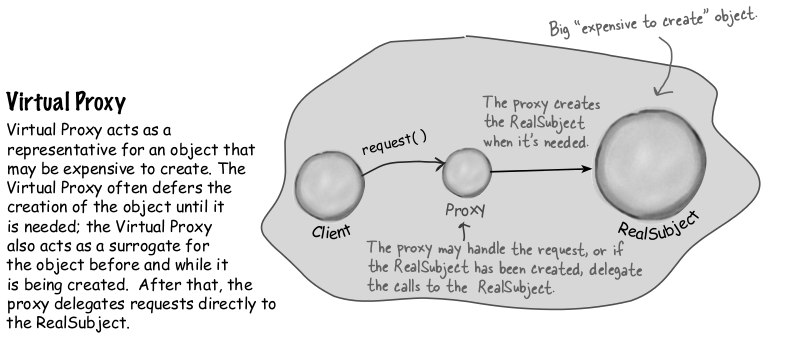 Virtual Proxy
Virtual Proxy acts as a
representative for an object that
may be expensive to create. The
Virtual Proxy often defers the
creation of the object until it
is needed; the Virtual Proxy
also acts as a surrogate for
the object before and while it
is being created. After that, the
proxy delegates requests directly to
the RealSubject.
Big “expensive to create” object.
The proxy creates
the RealSubject
when it’s needed.
request()
Client
Proxy
RealSubject
The proxy may handle the request, or if
the RealSubject has been created, delegate
the calls to the RealSubject.